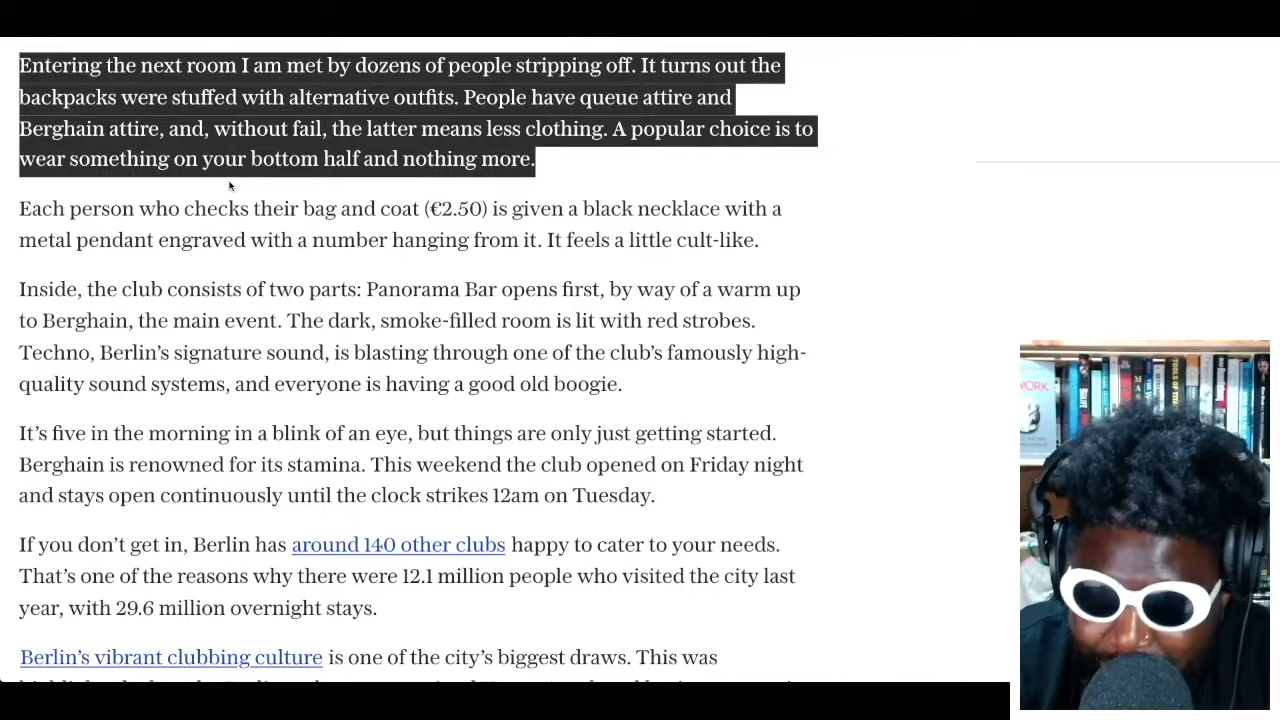 Entering the next room I am met by dozens of people stripping off. It turns out the
backpacks were stuffed with alternative outfits. People have queue attire and
Berghain attire, and, without fail, the latter means less clothing. A popular choice is to
wear something on your bottom half and nothing more.
Each person who checks their bag and coat (€2.50) is given a black necklace with a
metal pendant engraved with a number hanging from it. It feels a little cult-like.
Inside, the club consists of two parts: Panorama Bar opens first, by way of a warm up
to Berghain, the main event. The dark, smoke-filled room is lit with red strobes.
Techno, Berlin’s signature sound, is blasting through one of the club’s famously high-
quality sound systems, and everyone is having a good old boogie.
It’s five in the morning in a blink of an eye, but things are only just getting started.
Berghain is renowned for its stamina. This weekend the club opened on Friday night
and stays open continuously until the clock strikes 12am on Tuesday.
If you don’t get in, Berlin has around 140 other clubs happy to cater to your needs.
That’s one of the reasons why there were 12.1 million people who visited the city last
year, with 29.6 million overnight stays.
Berlin’s vibrant clubbing culture is one of the city’s biggest draws. This was
WORK